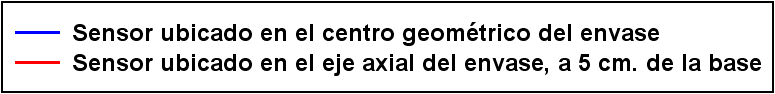 Sensor ubicado en el centro geométrico del envase
Sensor ubicado en el eje axial del envase, a 5 cm. de la base